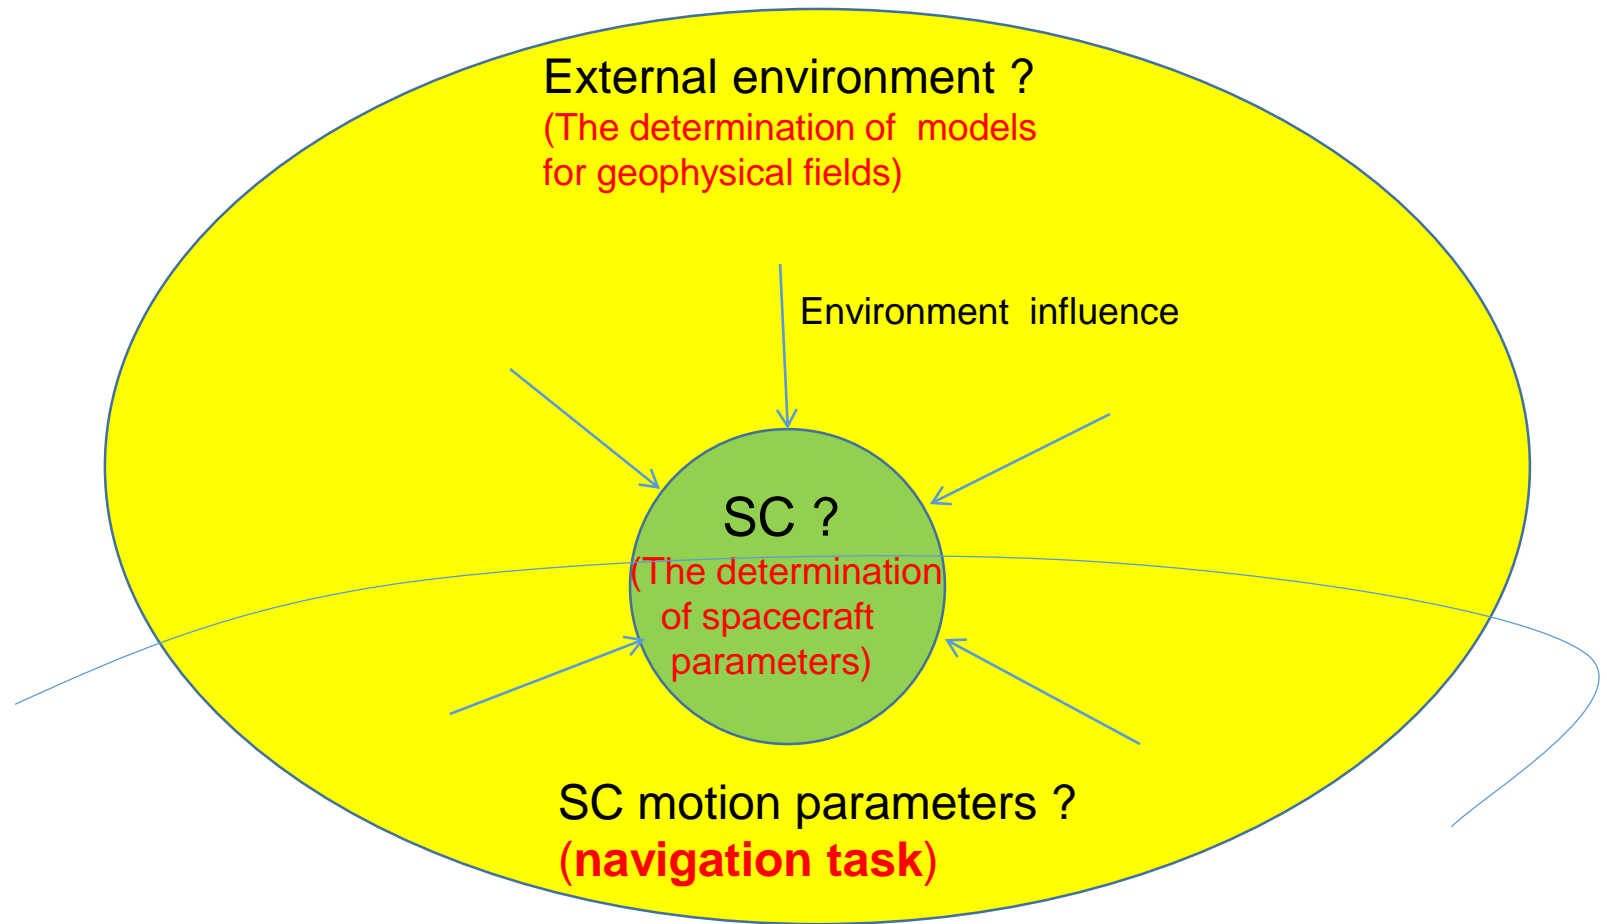 External environment ?
(The determination of models
for geophysical fields)
Environment influence
SC ?
(The determination
of spacecraft
parameters)
SC motion parameters ?
(navigation task)